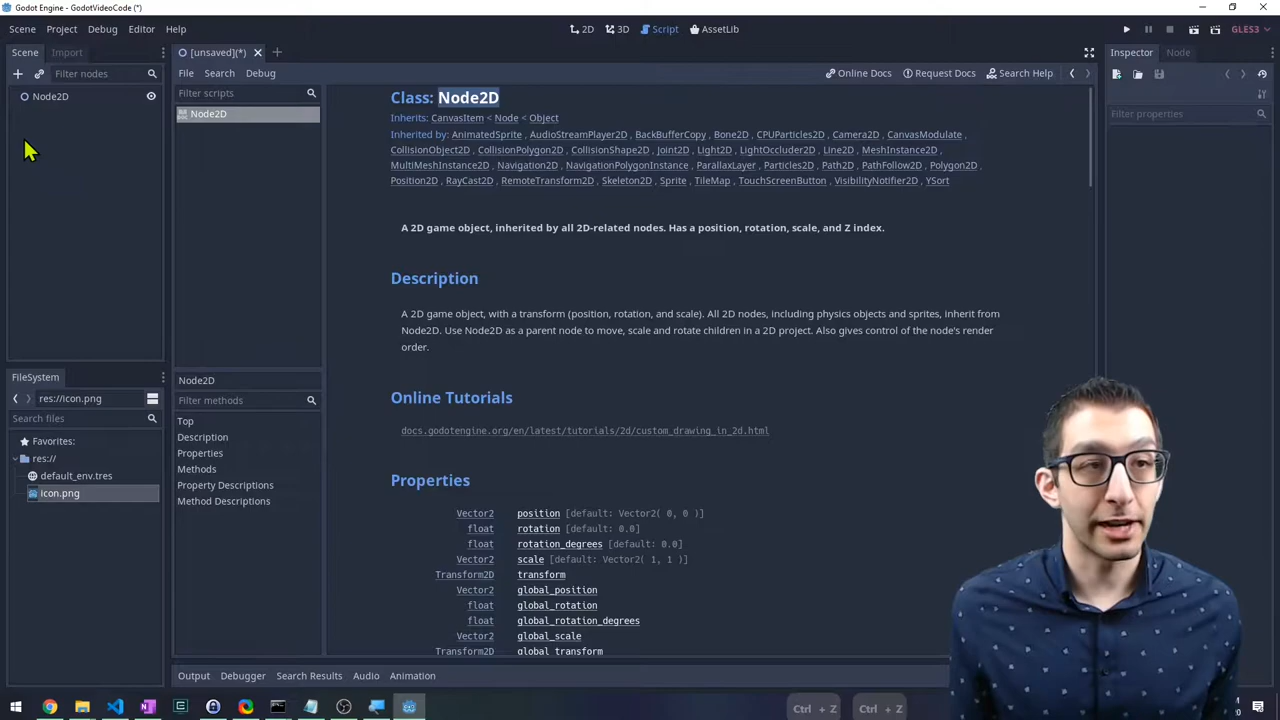 Godot Engine - GodotVideoCode (*)
Scene Project Debug Editor Help
2D 3D Script AssetLib
GLES3
Scene Import
Filter nodes
Node2D
[unsaved](*)
File Search Debug
Online Docs Request Docs Search Help
Filter scripts
Node2D
Class: Node2D
Inherits: CanvasItem < Node < Object
Inherited by: AnimatedSprite , AudioStreamPlayer2D , BackBufferCopy , Bone2D , CPUParticles2D , Camera2D , CanvasModulate ,
CollisionObject2D , CollisionPolygon2D , CollisionShape2D , Joint2D , Light2D , LightOccluder2D , Line2D , MeshInstance2D ,
MultiMeshInstance2D , Navigation2D , NavigationPolygonInstance , ParallaxLayer , Particles2D , Path2D , PathFollow2D , Polygon2D ,
Position2D , RayCast2D , RemoteTransform2D , Skeleton2D , Sprite , TileMap , TouchScreenButton , VisibilityNotifier2D , YSort
A 2D game object, inherited by all 2D-related nodes. Has a position, rotation, scale, and Z index.
Description
A 2D game object, with a transform (position, rotation, and scale). All 2D nodes, including physics objects and sprites, inherit from
Node2D. Use Node2D as a parent node to move, scale and rotate children in a 2D project. Also gives control of the node's render
order.
Online Tutorials
docs.godotengine.org/en/latest/tutorials/2d/custom_drawing_in_2d.html
Properties
Vector2 position [default: Vector2( 0, 0 )]
float rotation [default: 0.0]
float rotation_degrees [default: 0.0]
Vector2 scale [default: Vector2( 1, 1 )]
Transform2D transform
Vector2 global_position
float global_rotation
float global_rotation_degrees
Vector2 global_scale
Transform2D global_transform
Node2D
Filter methods
Top
Description
Properties
Methods
Property Descriptions
Method Descriptions
FileSystem
res://icon.png
Search files
Favorites:
res://
default_env.tres
icon.png
Inspector Node
Filter properties
Output Debugger Search Results Audio Animation
Ctrl + Z Ctrl + Z